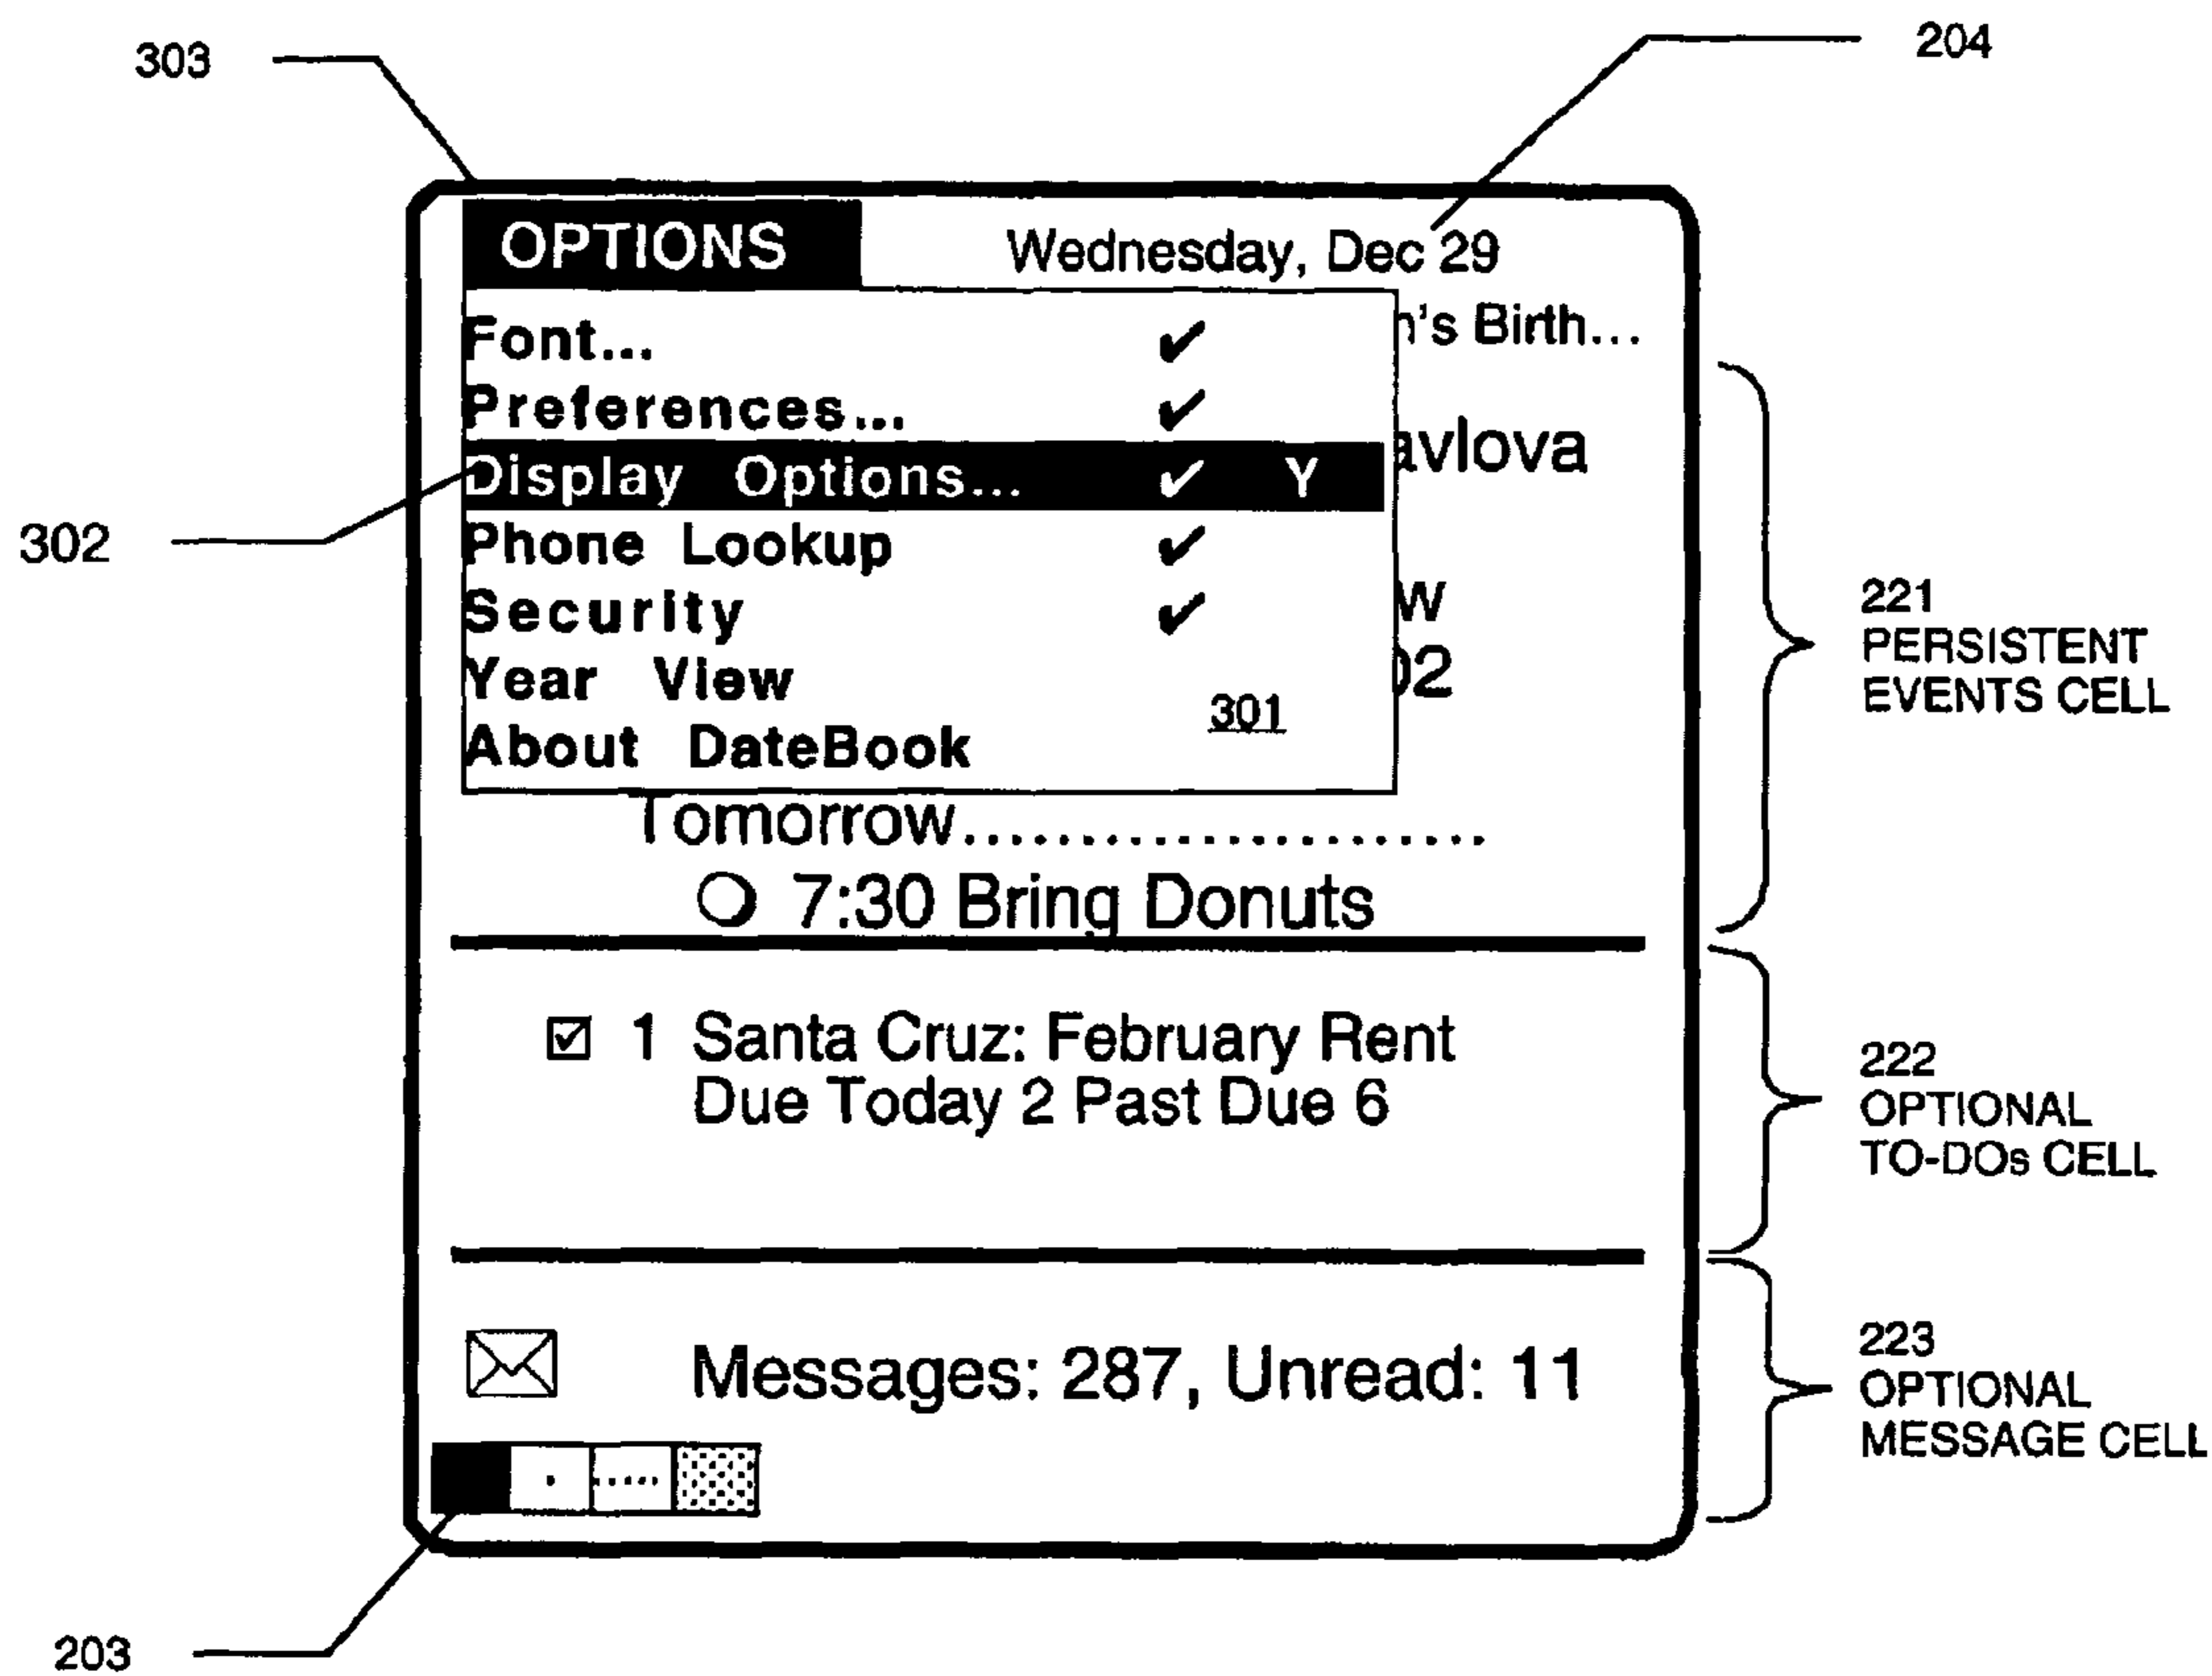 303
204
OPTIONS Wednesday, Dec 29
Font... ✔ n's Birth...
Preferences... ✔
Display Options... ✔ Y avlova
302
Phone Lookup ✔
Security ✔ w
Year View 02
301
About DateBook
Tomorrow.......................
7:30 Bring Donuts
221
PERSISTENT
EVENTS CELL
1 Santa Cruz: February Rent
Due Today 2 Past Due 6
222
OPTIONAL
TO-DOs CELL
Messages: 287, Unread: 11
223
OPTIONAL
MESSAGE CELL
203